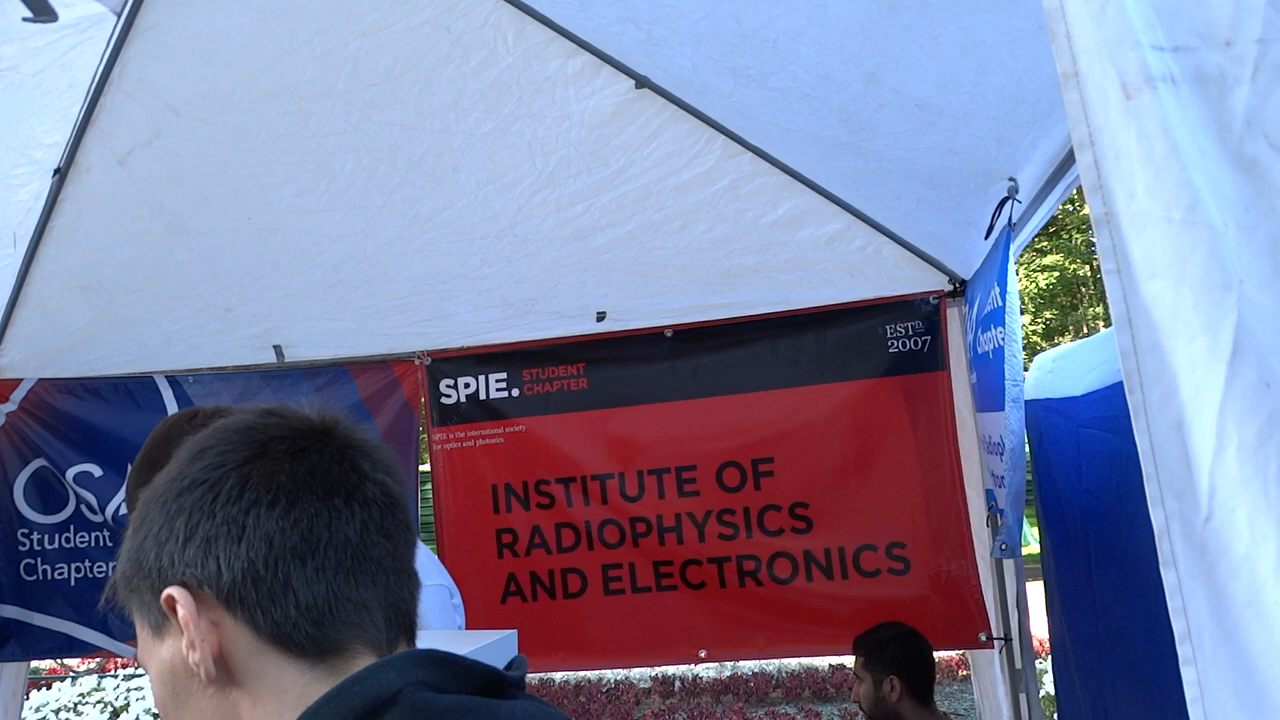 OSA
Student
Chapter
SPIE. STUDENT
CHAPTER
ESTD
2007
SPIE is the international society
for optics and photonics
INSTITUTE OF
RADIOPHYSICS
AND ELECTRONICS
Chapte